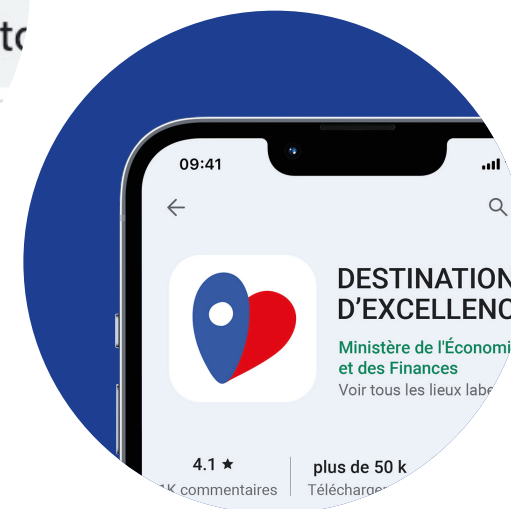 09:41
DESTINATION
D'EXCELLENC
Ministère de l'Économi
et des Finances
Voir tous les lieux labe
4.1 ★
plus de 50 k
1K commentaires
Télécharge